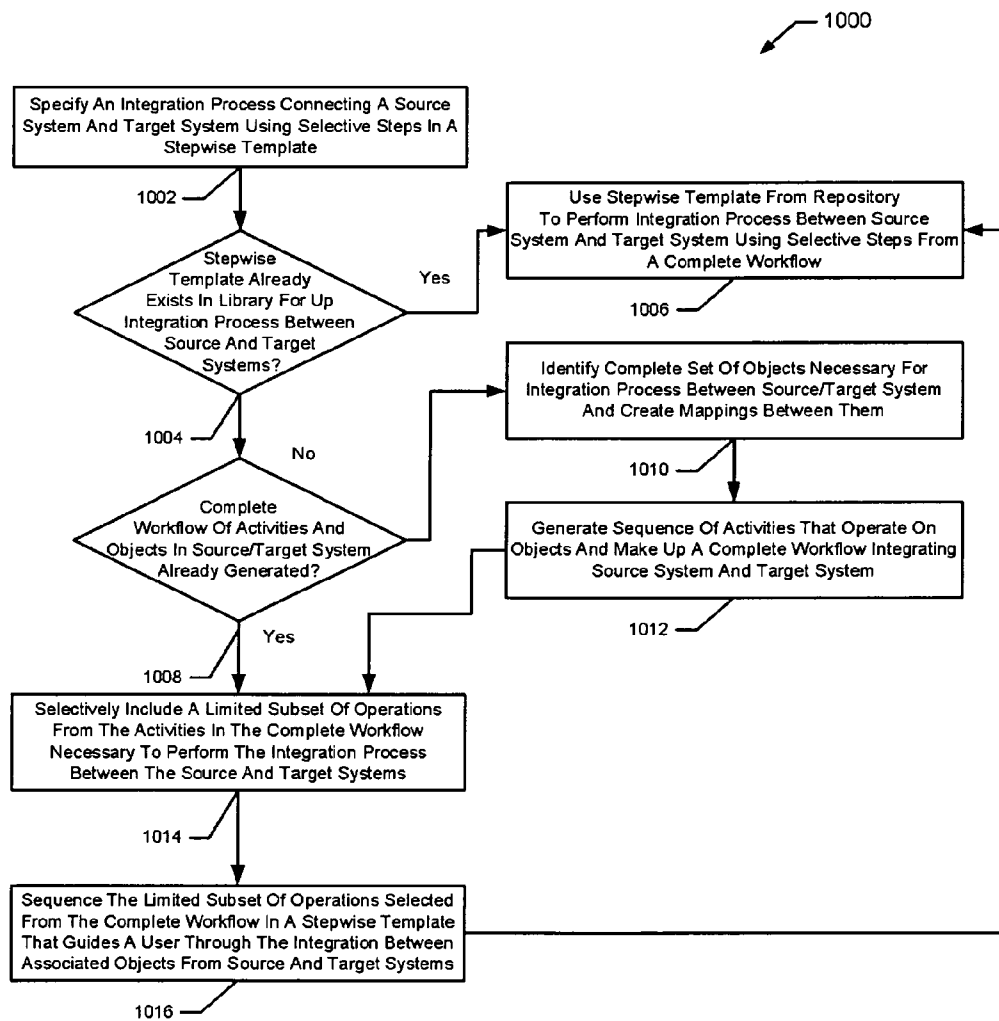 1000
Specify An Integration Process Connecting A Source
System And Target System Using Selective Steps In A
Stepwise Template
1002
Use Stepwise Template From Repository
To Perform Integration Process Between Source
System And Target System Using Selective Steps From
A Complete Workflow
1006
Stepwise
Template Already
Exists In Library For Up
Integration Process Between
Source And Target
Systems?
Yes
1004
No
Identify Complete Set Of Objects Necessary For
Integration Process Between Source/Target System
And Create Mappings Between Them
1010
Complete
Workflow Of Activities And
Objects In Source/Target System
Already Generated?
Yes
1008
Generate Sequence Of Activities That Operate On
Objects And Make Up A Complete Workflow Integrating
Source System And Target System
1012
Selectively Include A Limited Subset Of Operations
From The Activities In The Complete Workflow
Necessary To Perform The Integration Process
Between The Source And Target Systems
1014
Sequence The Limited Subset Of Operations Selected
From The Complete Workflow In A Stepwise Template
That Guides A User Through The Integration Between
Associated Objects From Source And Target Systems
1016